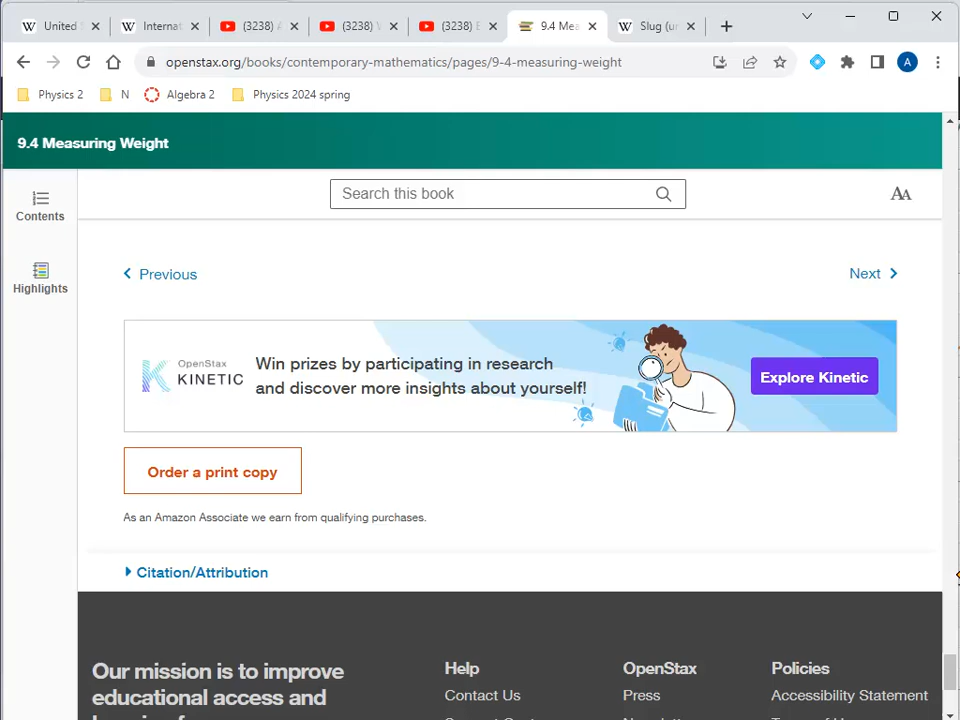 United
Internat
(3238) A
(3238) V
(3238) E
9.4 Mea
Slug (ur
openstax.org/books/contemporary-mathematics/pages/9-4-measuring-weight
A
Physics 2
N
Algebra 2
Physics 2024 spring
9.4 Measuring Weight
Contents
Search this book
AA
Highlights
Previous
Next
OpenStax
KINETIC
Win prizes by participating in research
and discover more insights about yourself!
Explore Kinetic
Order a print copy
As an Amazon Associate we earn from qualifying purchases.
Citation/Attribution
Our mission is to improve
educational access and
Help
OpenStax
Policies
Contact Us
Press
Accessibility Statement